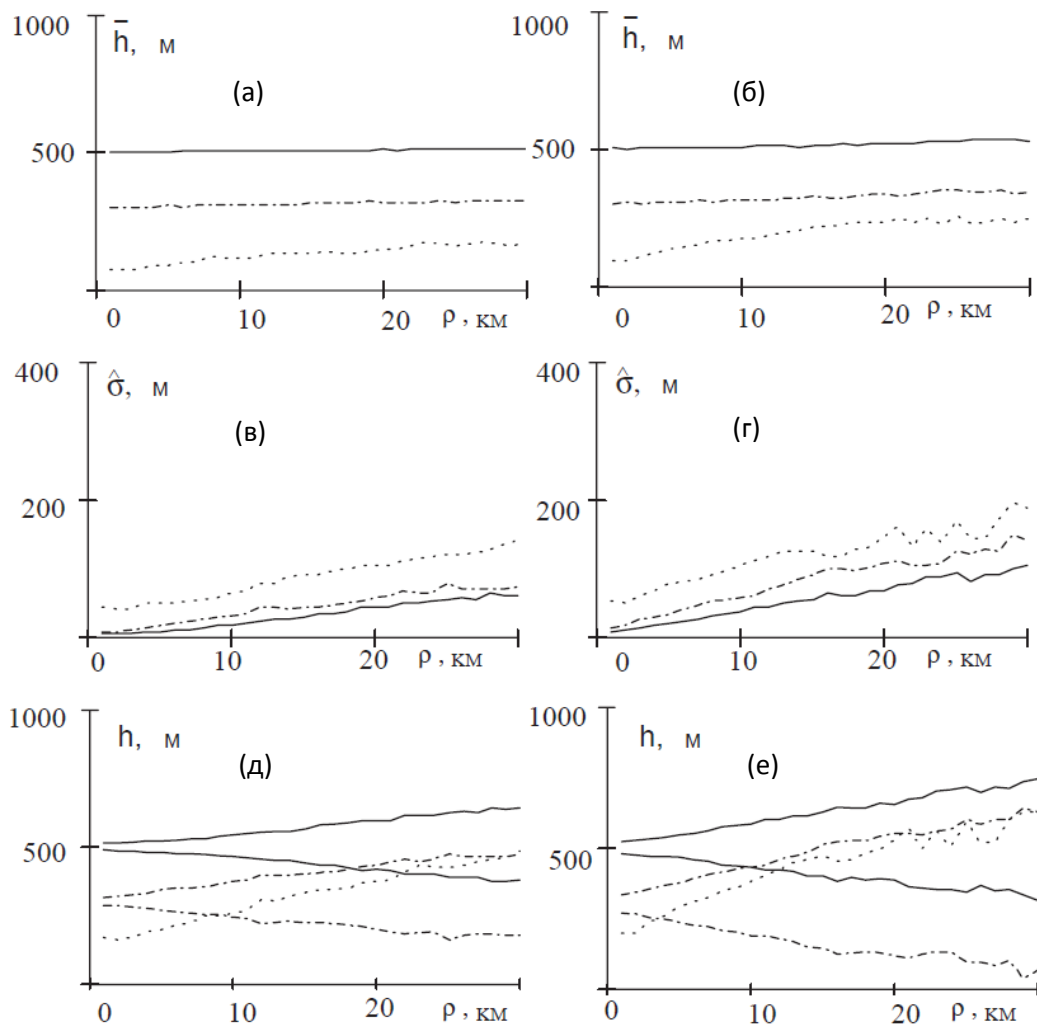 1000
h̄, м
(а)
500
0 10 20 ρ , км
1000
h̄, м
(б)
500
0 10 20 ρ , км
400
σ̂, м
(в)
200
0 10 20 ρ , км
400
σ̂, м
(г)
200
0 10 20 ρ , км
1000
h, м
(д)
500
0 10 20 ρ , км
1000
h, м
(е)
500
0 10 20 ρ , км